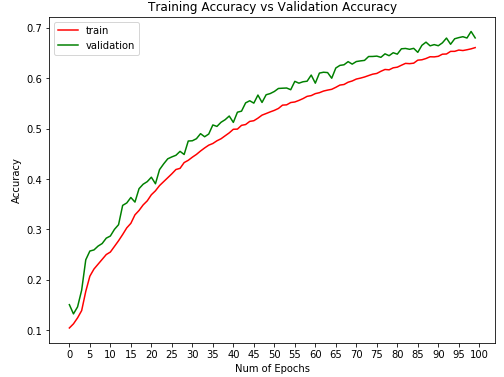 Training Accuracy vs Validation Accuracy
train
validation
0.7
0.6
0.5
0.4
0.3
0.2
0.1
Accuracy
0 5 10 15 20 25 30 35 40 45 50 55 60 65 70 75 80 85 90 95 100
Num of Epochs